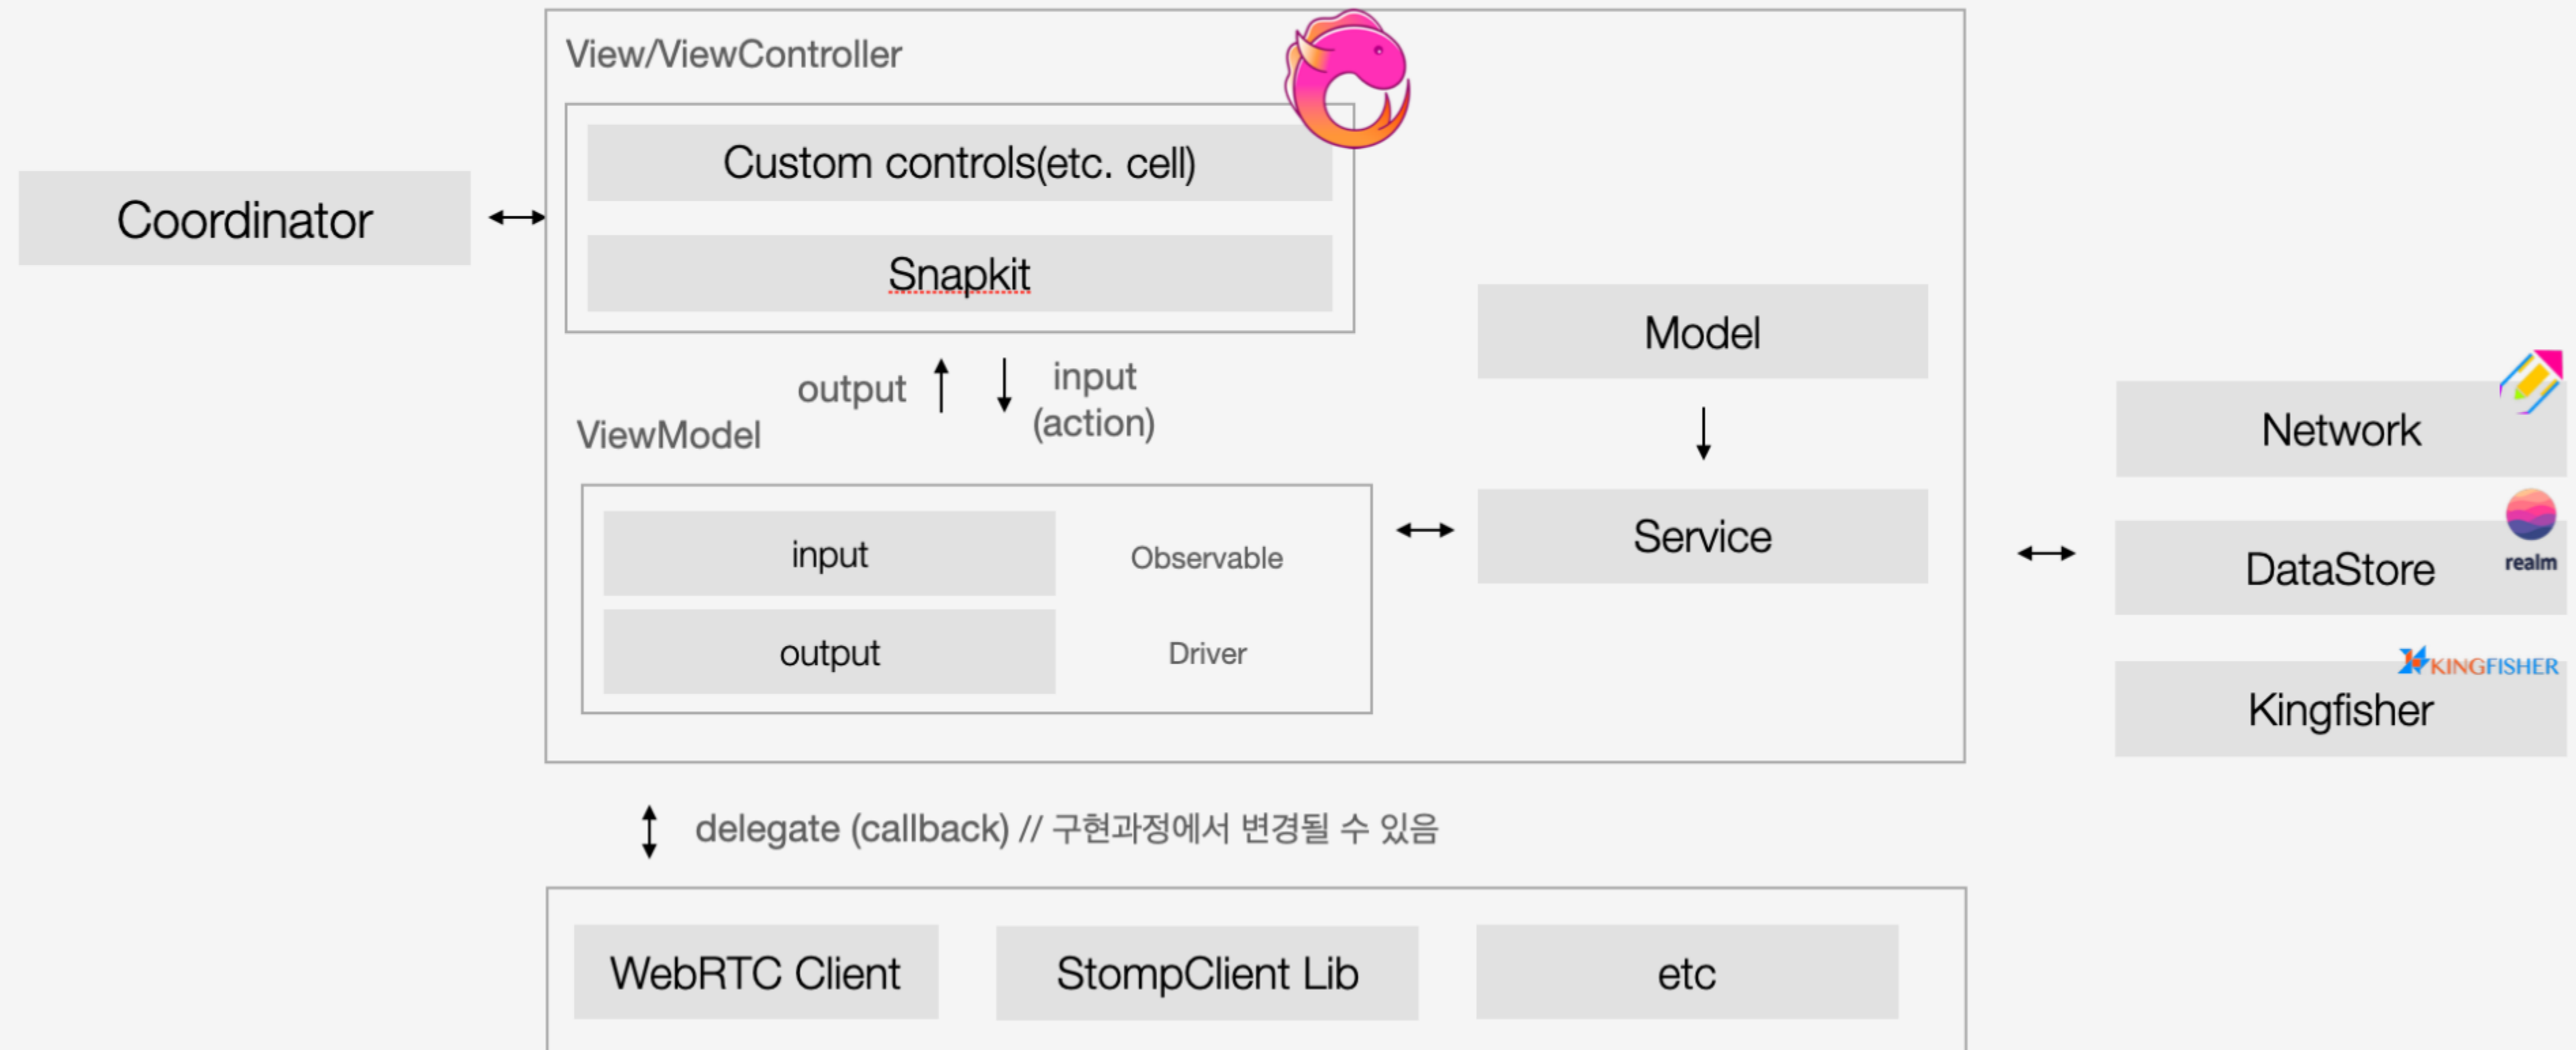 View/ViewController
Custom controls(etc. cell)
Coordinator
Snapkit
Model
output
input
(action)
ViewModel
Network
input
Observable
Service
realm
DataStore
output
Driver
KINGFISHER
Kingfisher
delegate (callback) // 구현과정에서 변경될 수 있음
WebRTC Client
StompClient Lib
etc